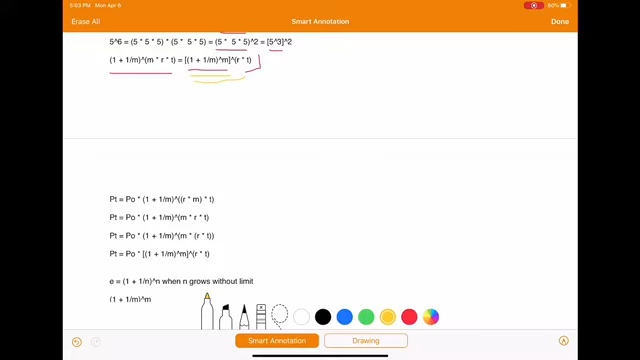 5:03 PM Mon Apr 6
90%
Erase All
Smart Annotation
Done
5^6 = (5 * 5 * 5) * (5 * 5 * 5) = (5 * 5 * 5)^2 = [5^3]^2
(1 + 1/m)^(m * r * t) = [(1 + 1/m)^m]^(r * t)
Pt = Po * (1 + 1/m)^((r * m) * t)
Pt = Po * (1 + 1/m)^(m * r * t)
Pt = Po * (1 + 1/m)^(m * (r * t))
Pt = Po * [(1 + 1/m)^m]^(r * t)
e = (1 + 1/n)^n when n grows without limit
(1 + 1/m)^m
Smart Annotation
Drawing